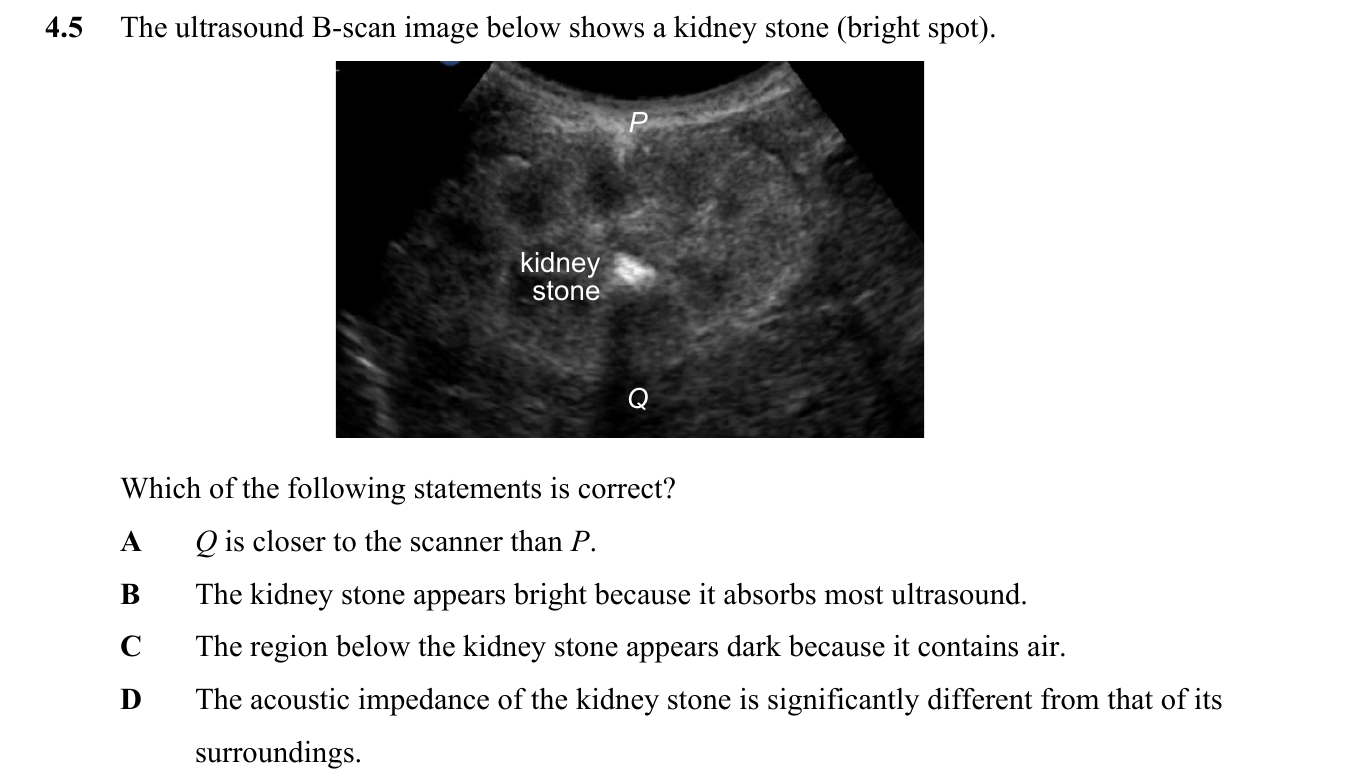 4.5 The ultrasound B-scan image below shows a kidney stone (bright spot).
P
kidney
stone
Q
Which of the following statements is correct?
A Q is closer to the scanner than P.
B The kidney stone appears bright because it absorbs most ultrasound.
C The region below the kidney stone appears dark because it contains air.
D The acoustic impedance of the kidney stone is significantly different from that of its
surroundings.